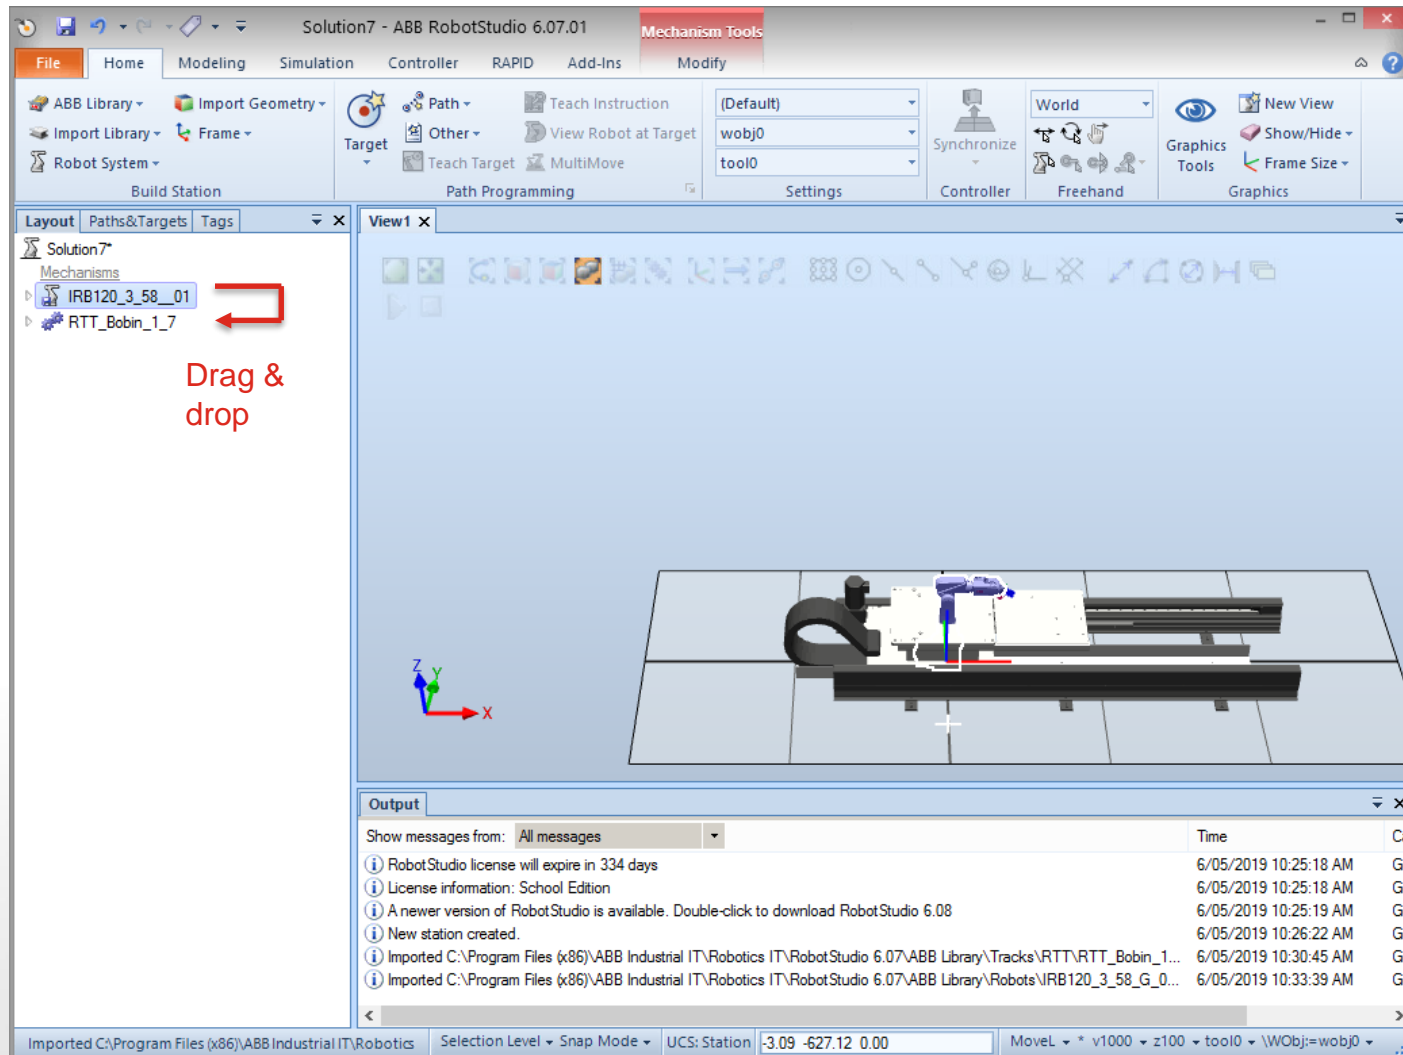 Solution7 - ABB RobotStudio 6.07.01
Mechanism Tools
File Home Modeling Simulation Controller RAPID Add-Ins Modify
ABB Library Import Geometry
Import Library Frame
Robot System
Build Station
Target
Path Teach Instruction
Other View Robot at Target
Teach Target MultiMove
Path Programming
(Default)
wobj0
tool0
Settings
Synchronize
Controller
World
Freehand
Graphics
Tools
New View
Show/Hide
Frame Size
Graphics
Layout Paths&Targets Tags
View1
Solution7*
Mechanisms
IRB120_3_58__01
RTT_Bobin_1_7
Drag &
drop
Z
Y
X
Output
Show messages from: All messages Time
RobotStudio license will expire in 334 days 6/05/2019 10:25:18 AM G
License information: School Edition 6/05/2019 10:25:18 AM G
A newer version of RobotStudio is available. Double-click to download RobotStudio 6.08 6/05/2019 10:25:19 AM G
New station created. 6/05/2019 10:26:22 AM G
Imported C:\Program Files (x86)\ABB Industrial IT\Robotics IT\RobotStudio 6.07\ABB Library\Tracks\RTT\RTT_Bobin_1... 6/05/2019 10:30:45 AM G
Imported C:\Program Files (x86)\ABB Industrial IT\Robotics IT\RobotStudio 6.07\ABB Library\Robots\IRB120_3_58_G_0... 6/05/2019 10:33:39 AM G
Imported C:\Program Files (x86)\ABB Industrial IT\Robotics Selection Level Snap Mode UCS: Station -3.09 -627.12 0.00 MoveL * v1000 z100 tool0 \WObj:=wobj0